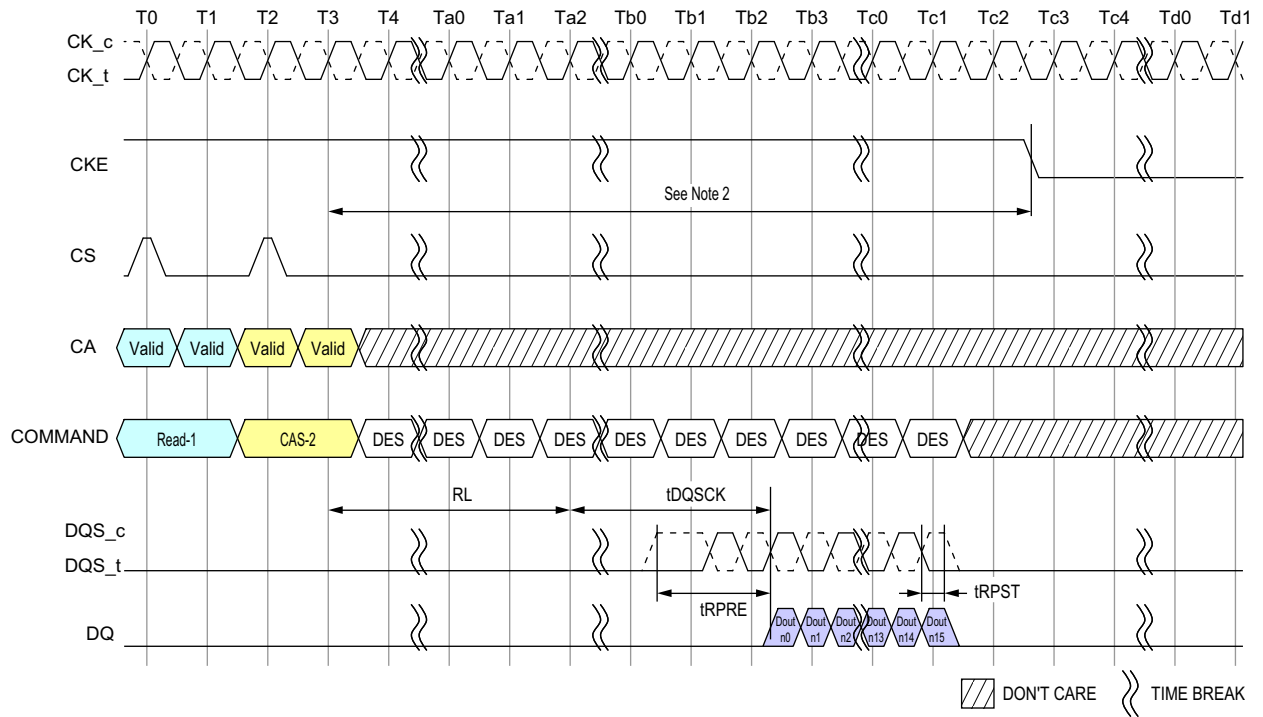 T0 T1 T2 T3 T4 Ta0 Ta1 Ta2 Tb0 Tb1 Tb2 Tb3 Tc0 Tc1 Tc2 Tc3 Tc4 Td0 Td1
CK_c
CK_t
CKE
See Note 2
CS
CA Valid Valid Valid Valid
COMMAND Read-1 CAS-2 DES DES DES DES DES DES DES DES DES DES
RL tDQSCK
DQS_c
DQS_t
tRPRE tRPST
DQ Dout n0 Dout n1 Dout n2 Dout n13 Dout n14 Dout n15
DON'T CARE TIME BREAK